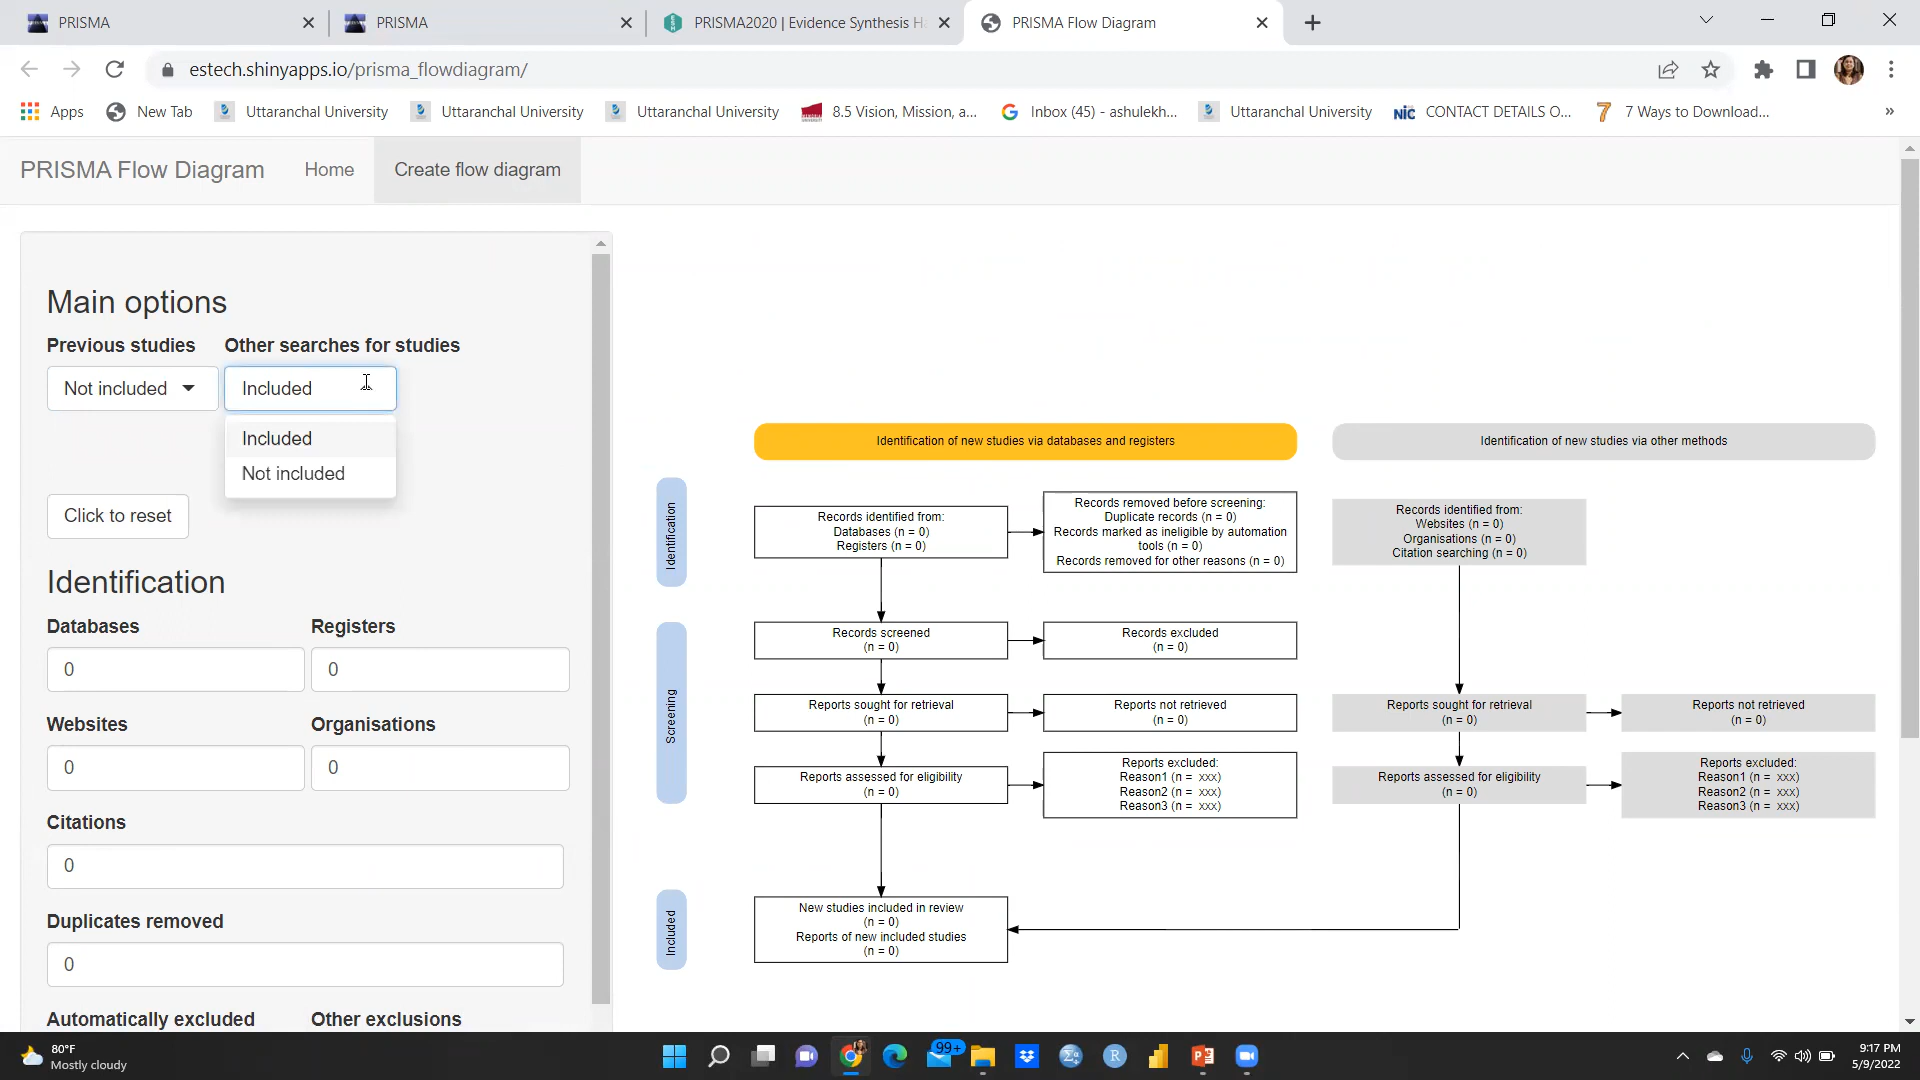 PRISMA
PRISMA
PRISMA2020 | Evidence Synthesis Ha
PRISMA Flow Diagram
estech.shinyapps.io/prisma_flowdiagram/
Apps
New Tab
Uttaranchal University
Uttaranchal University
Uttaranchal University
8.5 Vision, Mission, a...
Inbox (45) - ashulekh...
Uttaranchal University
NIC CONTACT DETAILS O...
7 Ways to Download...
»
PRISMA Flow Diagram
Home
Create flow diagram
Main options
Previous studies
Other searches for studies
Not included
Included
Included
Not included
Click to reset
Identification
Databases
Registers
0
0
Websites
Organisations
0
0
Citations
0
Duplicates removed
0
Automatically excluded
Other exclusions
Identification of new studies via databases and registers
Identification of new studies via other methods
Identification
Records identified from:
Databases (n = 0)
Registers (n = 0)
Records removed before screening:
Duplicate records (n = 0)
Records marked as ineligible by automation
tools (n = 0)
Records removed for other reasons (n = 0)
Records identified from:
Websites (n = 0)
Organisations (n = 0)
Citation searching (n = 0)
Screening
Records screened
(n = 0)
Records excluded
(n = 0)
Reports sought for retrieval
(n = 0)
Reports not retrieved
(n = 0)
Reports sought for retrieval
(n = 0)
Reports not retrieved
(n = 0)
Reports assessed for eligibility
(n = 0)
Reports excluded:
Reason1 (n = xxx)
Reason2 (n = xxx)
Reason3 (n = xxx)
Reports assessed for eligibility
(n = 0)
Reports excluded:
Reason1 (n = xxx)
Reason2 (n = xxx)
Reason3 (n = xxx)
Included
New studies included in review
(n = 0)
Reports of new included studies
(n = 0)
80°F
Mostly cloudy
99+
R
9:17 PM
5/9/2022